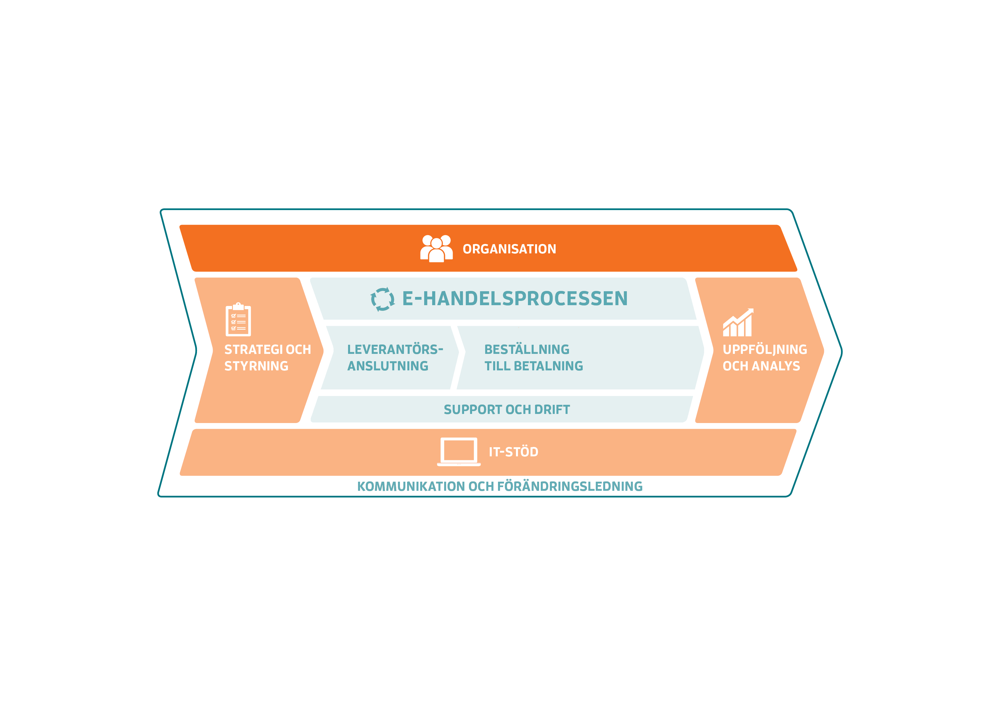 ORGANISATION
E-HANDELSPROCESSEN
STRATEGI OCH
STYRNING
LEVERANTÖRS-
ANSLUTNING
BESTÄLLNING
TILL BETALNING
UPPFÖLJNING
OCH ANALYS
SUPPORT OCH DRIFT
IT-STÖD
KOMMUNIKATION OCH FÖRÄNDRINGSLEDNING